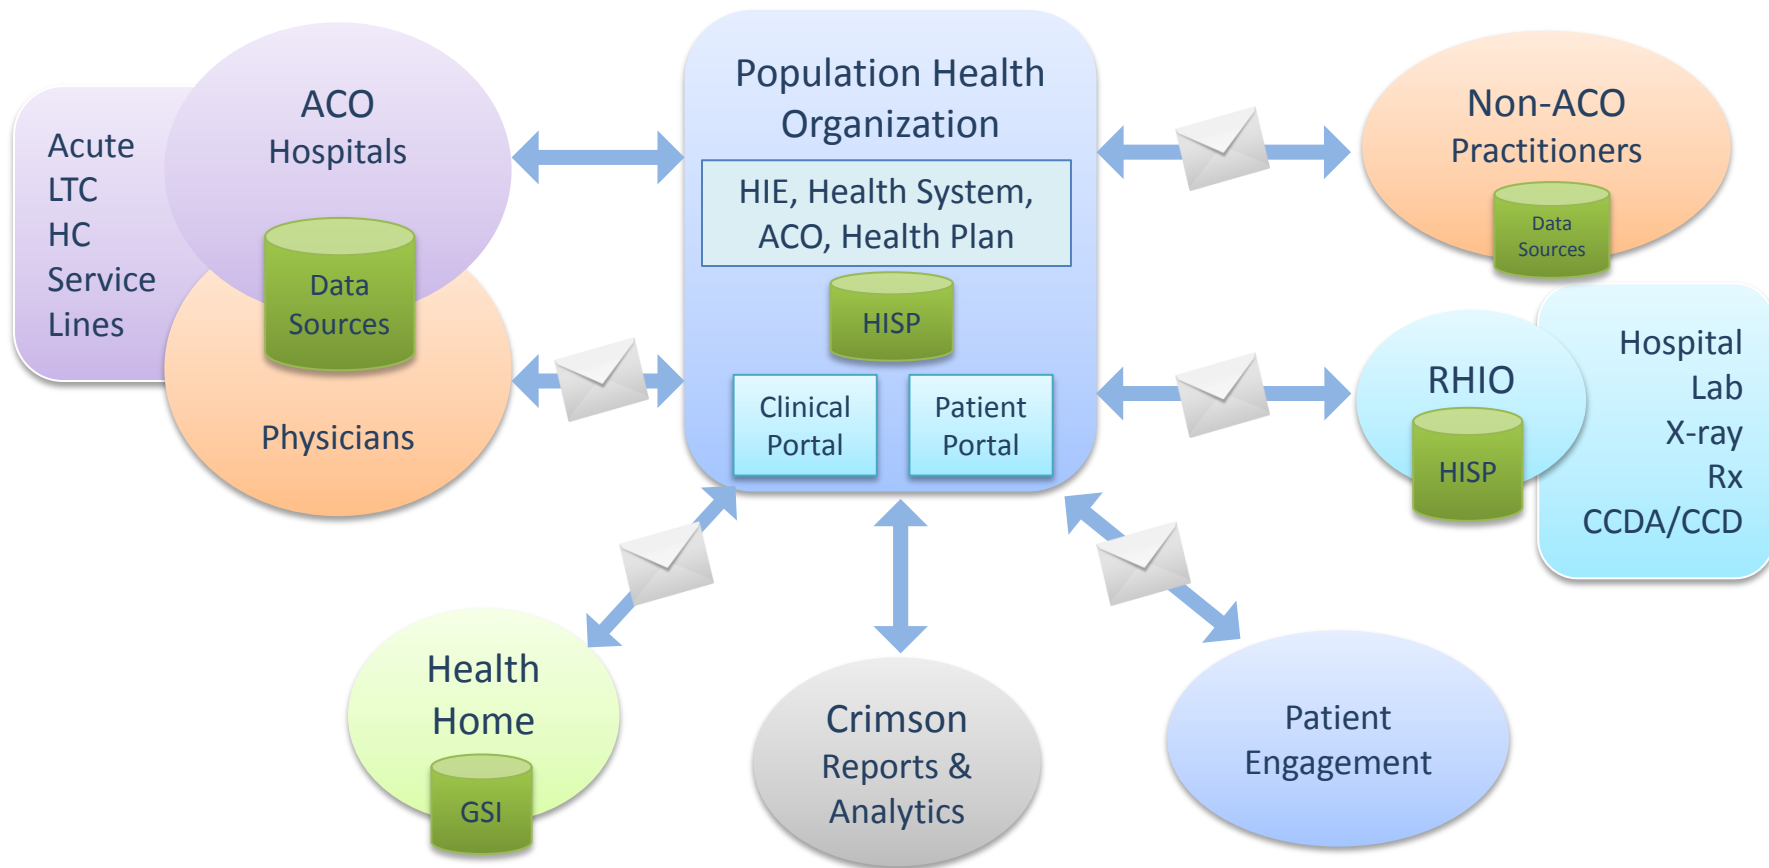 Acute
LTC
HC
Service
Lines
ACO
Hospitals
Data
Sources
Physicians
Population Health
Organization
HIE, Health System,
ACO, Health Plan
HISP
Clinical
Portal
Patient
Portal
Non-ACO
Practitioners
Data
Sources
RHIO
HISP
Hospital
Lab
X-ray
Rx
CCDA/CCD
Health
Home
GSI
Crimson
Reports &
Analytics
Patient
Engagement